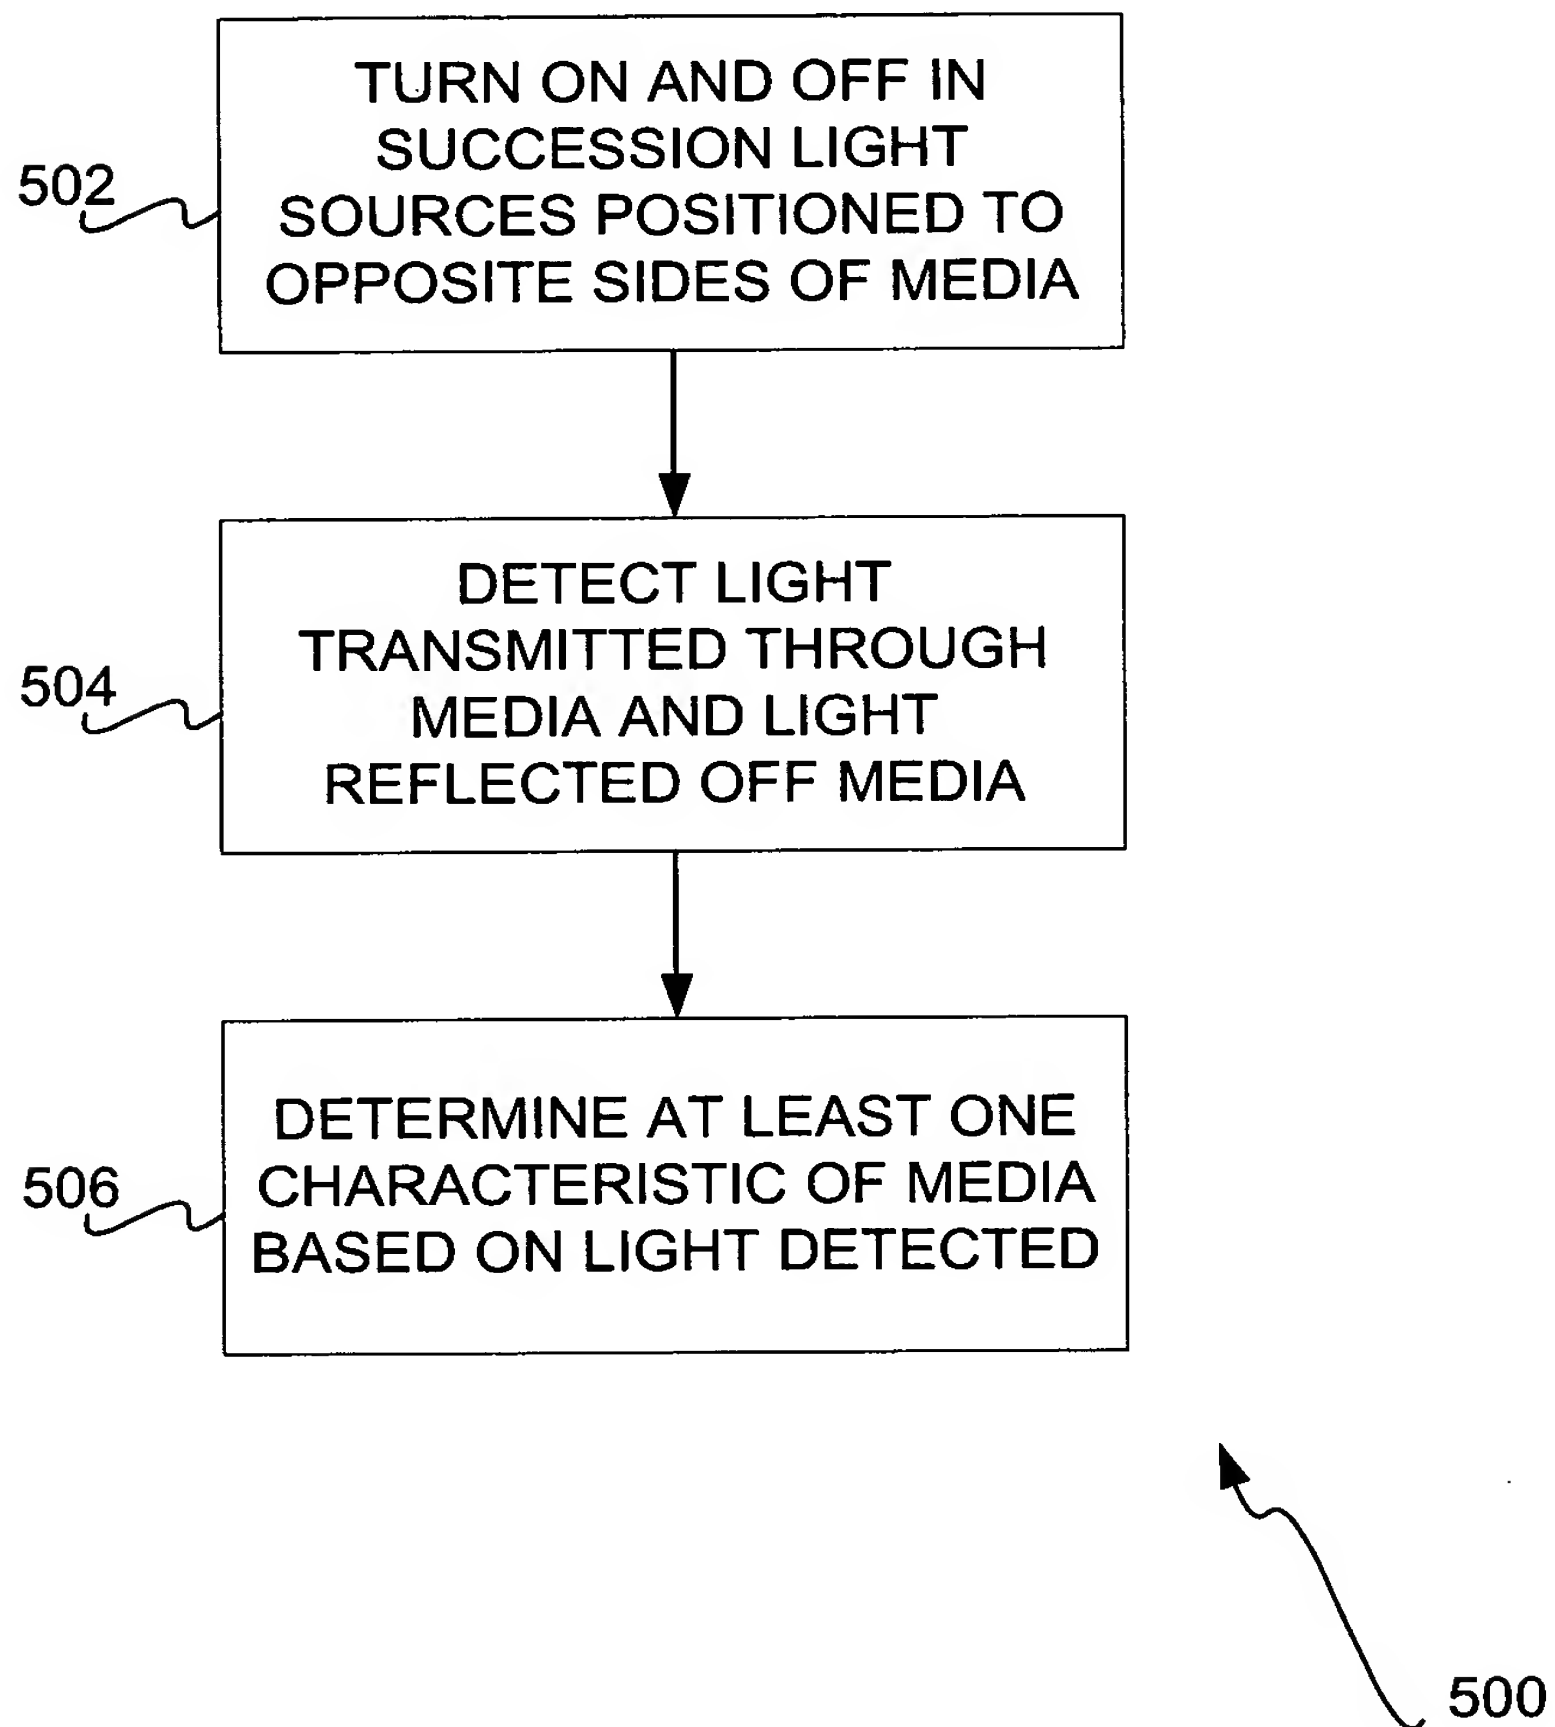 TURN ON AND OFF IN
SUCCESSION LIGHT
SOURCES POSITIONED TO
OPPOSITE SIDES OF MEDIA
502
DETECT LIGHT
TRANSMITTED THROUGH
MEDIA AND LIGHT
REFLECTED OFF MEDIA
504
DETERMINE AT LEAST ONE
CHARACTERISTIC OF MEDIA
BASED ON LIGHT DETECTED
506
500